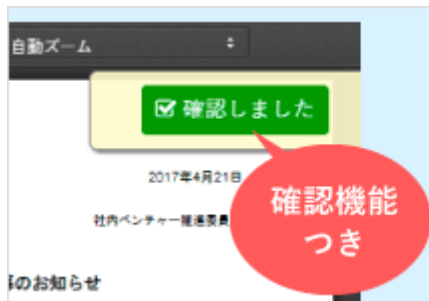 自動ズーム
確認しました
2017年4月21日
社内ベンチャー推進委員
確認機能
つき
のお知らせ